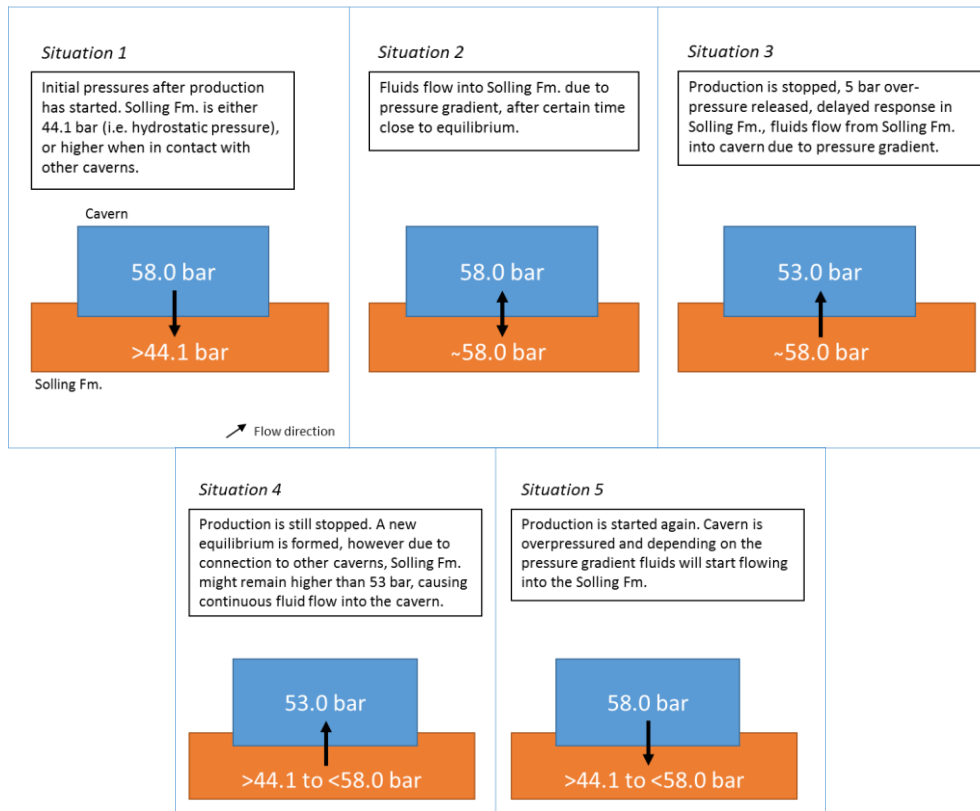 Situation 1
Initial pressures after production
has started. Solling Fm. is either
44.1 bar (i.e. hydrostatic pressure),
or higher when in contact with
other caverns.
Cavern
58.0 bar
>44.1 bar
Solling Fm.
Flow direction
Situation 2
Fluids flow into Solling Fm. due to
pressure gradient, after certain time
close to equilibrium.
58.0 bar
~58.0 bar
Situation 3
Production is stopped, 5 bar over-
pressure released, delayed response in
Solling Fm., fluids flow from Solling Fm.
into cavern due to pressure gradient.
53.0 bar
~58.0 bar
Situation 4
Production is still stopped. A new
equilibrium is formed, however due to
connection to other caverns, Solling Fm.
might remain higher than 53 bar, causing
continuous fluid flow into the cavern.
53.0 bar
>44.1 to <58.0 bar
Situation 5
Production is started again. Cavern is
overpressured and depending on the
pressure gradient fluids will start flowing
into the Solling Fm.
58.0 bar
>44.1 to <58.0 bar